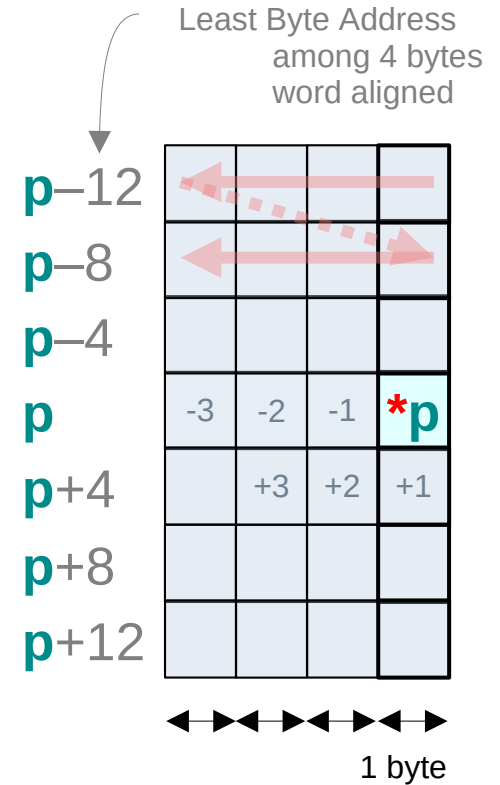 Least Byte Address
among 4 bytes
word aligned
p–12
p–8
p–4
p -3 -2 -1 *p
p+4 +3 +2 +1
p+8
p+12
1 byte